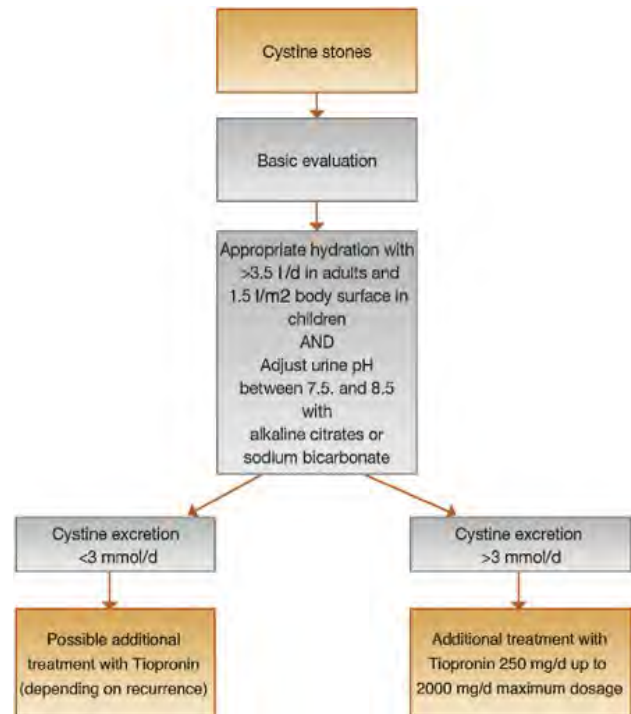 Cystine stones
Basic evaluation
Appropriate hydration with
>3.5 l/d in adults and
1.5 l/m2 body surface in
children
AND
Adjust urine pH
between 7.5. and 8.5
with
alkaline citrates or
sodium bicarbonate
Cystine excretion
<3 mmol/d
Cystine excretion
>3 mmol/d
Possible additional
treatment with Tiopronin
(depending on recurrence)
Additional treatment with
Tiopronin 250 mg/d up to
2000 mg/d maximum dosage